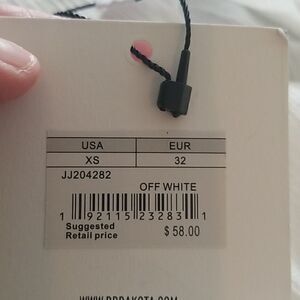 USA EUR
XS 32
JJ204282
OFF WHITE
1 92115 23283 1
Suggested
Retail price $ 58.00
WWW.BBDAKOTA.COM